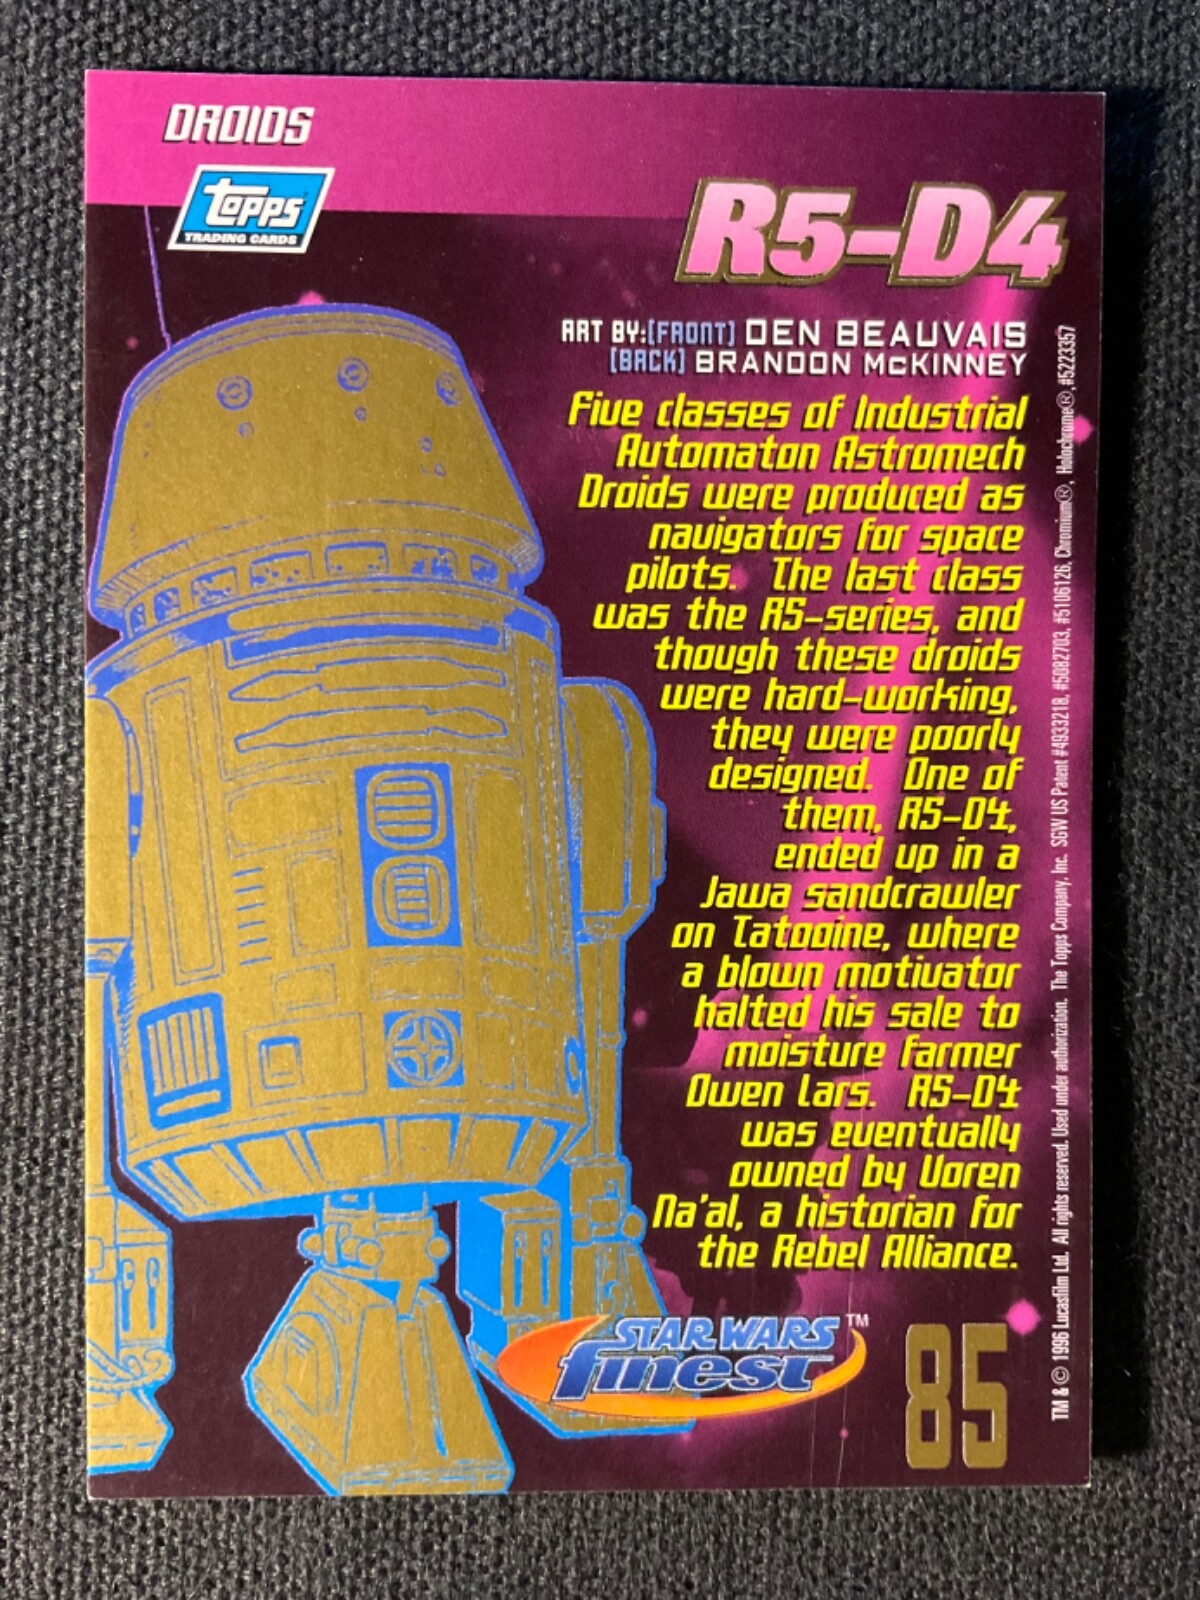 DROIDS
Topps
TRADING CARDS
R5-D4
ART BY:[FRONT] DEN BEAUVAIS
[BACK] BRANDON McKINNEY
Five classes of Industrial
Automaton Astromech
Droids were produced as
navigators for space
pilots. The last class
was the R5-series, and
though these droids
were hard-working,
they were poorly
designed. One of
them, R5-D4,
ended up in a
Jawa sandcrawler
on Tatooine, where
a blown motivator
halted his sale to
moisture farmer
Owen Lars. R5-D4
was eventually
owned by Voren
Na'al, a historian for
the Rebel Alliance.
STAR WARS™
finest
85
TM & © 1996 Lucasfilm Ltd. All rights reserved. Used under authorization. The Topps Company, Inc. SGW US Patent #4933218, #5082703, #5106126, Chromium®, Holochrome®, #5223357